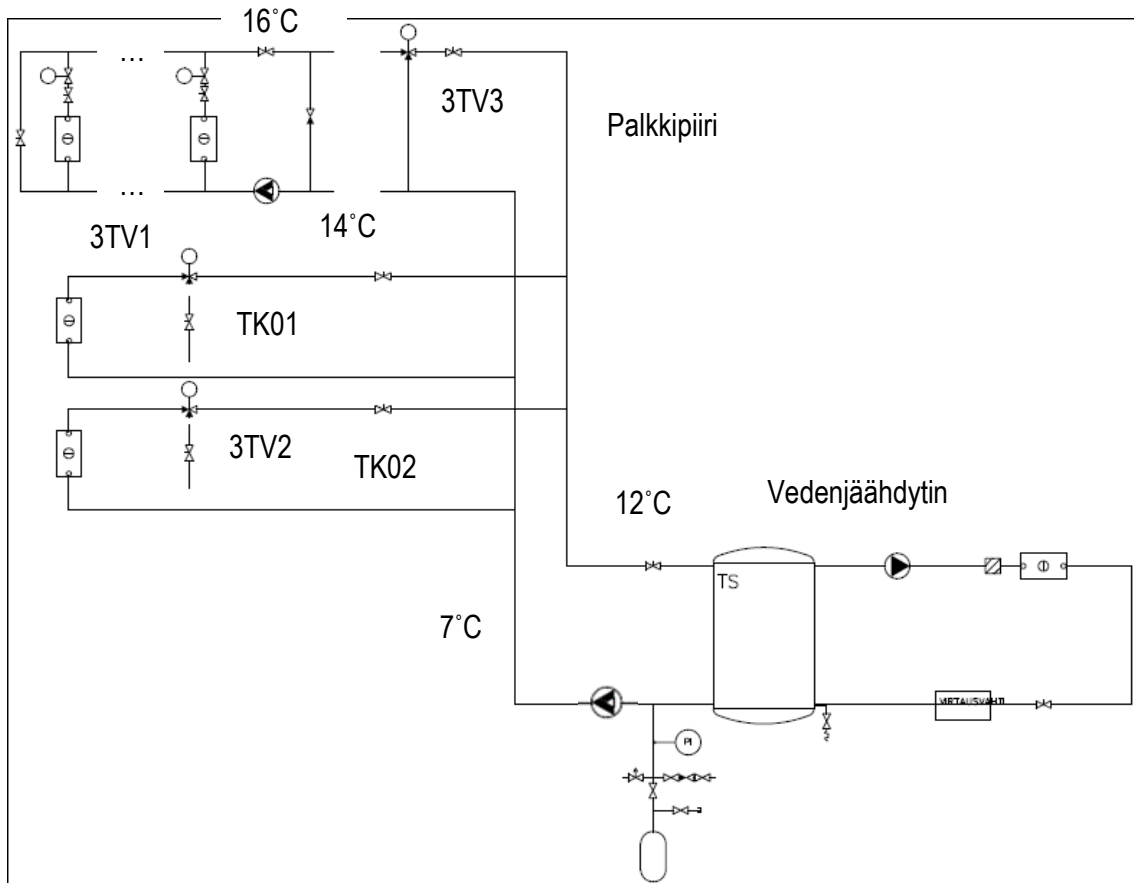 16˚C
...
3TV3
Palkkipiiri
...
14˚C
3TV1
TK01
3TV2
TK02
12˚C
Vedenjäähdytin
TS
7˚C
VIRTAUSVAHTI
PI